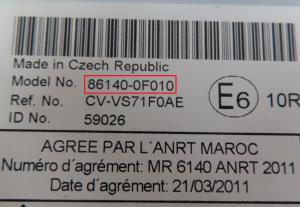 Made in Czech Republic
Model No. 86140-0F010
Ref. No. CV-VS71F0AE
ID No. 59026
E6 10R
AGREE PAR L'ANRT MAROC
Numéro d'agrément: MR 6140 ANRT 2011
Date d'agrément: 21/03/2011